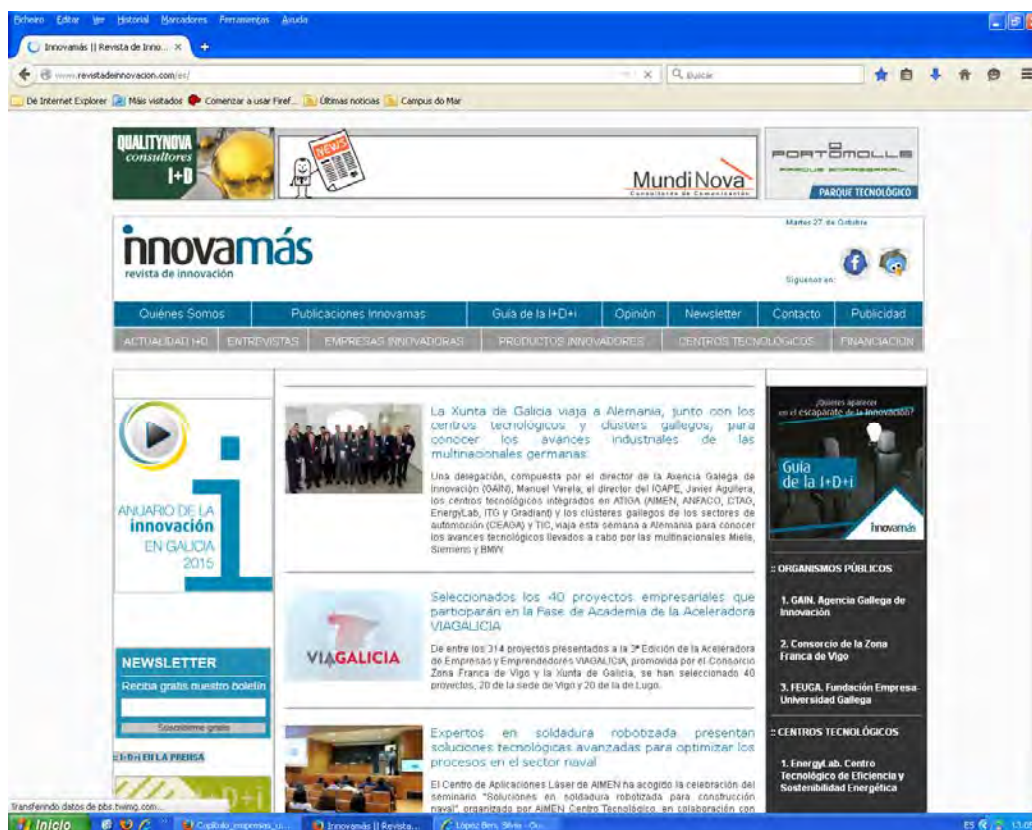 Editar Ver Historial Marcadores Ferramentas Axuda
Innovamás || Revista de Inno...
www.revistadeinnovacion.com/es/
Buscar
De Internet Explorer Máis visitados Comenzar a usar Firef... Últimas noticias Campus do Mar
QUALITYNOVA
consultores
I+D
NEWS
MundiNova
Consultores de Comunicación
PORTOMOLLE
PARQUE EMPRESARIAL
PARQUE TECNOLÓGICO
innovamás
revista de innovación
Martes 27 de Octubre
Síguenos en:
Quiénes Somos Publicaciones Innovamas Guía de la I+D+i Opinión Newsletter Contacto Publicidad
ACTUALIDAD I+D ENTREVISTAS EMPRESAS INNOVADORAS PRODUCTOS INNOVADORES CENTROS TECNOLÓGICOS FINANCIACIÓN
ANUARIO DE LA
innovación
EN GALICIA
2015
NEWSLETTER
Reciba gratis nuestro boletín
Suscribirme gratis
:: I+D+i EN LA PRENSA
D+i
La Xunta de Galicia viaja a Alemania, junto con los
centros tecnológicos y clusters gallegos, para
conocer los avances industriales de las
multinacionales germanas
Una delegación, compuesta por el director de la Axencia Galega de
Innovación (GAIN), Manuel Varela, el director del IGAPE, Javier Aguilera,
los centros tecnológicos integrados en ATIGA (AIMEN, ANFACO, CTAG,
EnergyLab, ITG y Gradiant) y los clústeres gallegos de los sectores de
automoción (CEAGA) y TIC, viaja esta semana a Alemania para conocer
los avances tecnológicos llevados a cabo por las multinacionales Miele,
Siemens y BMW
VIAGALICIA
Seleccionados los 40 proyectos empresariales que
participarán en la Fase de Academia de la Aceleradora
VIAGALICIA
De entre los 314 proyectos presentados a la 3ª Edición de la Aceleradora
de Empresas y Emprendedores VIAGALICIA, promovida por el Consorcio
Zona Franca de Vigo y la Xunta de Galicia, se han seleccionado 40
proyectos, 20 de la sede de Vigo y 20 de la de Lugo.
Expertos en soldadura robotizada presentan
soluciones tecnológicas avanzadas para optimizar los
procesos en el sector naval
El Centro de Aplicaciones Láser de AIMEN ha acogido la celebración del
seminario "Soluciones en soldadura robotizada para construcción
naval", organizado por AIMEN Centro Tecnológico, en colaboración con
¿Quieres aparecer
en el escaparate de la Innovación?
Guía
de la I+D+i
innovamás
:: ORGANISMOS PÚBLICOS
1. GAIN. Agencia Gallega de
Innovación
2. Consorcio de la Zona
Franca de Vigo
3. FEUGA. Fundación Empresa-
Universidad Gallega
:: CENTROS TECNOLÓGICOS
1. EnergyLab. Centro
Tecnológico de Eficiencia y
Sostenibilidad Energética
Transferindo datos de pbs.twimg.com...
Inicio Innovamás || Revista... López Ben, Silvia - Ou... ES